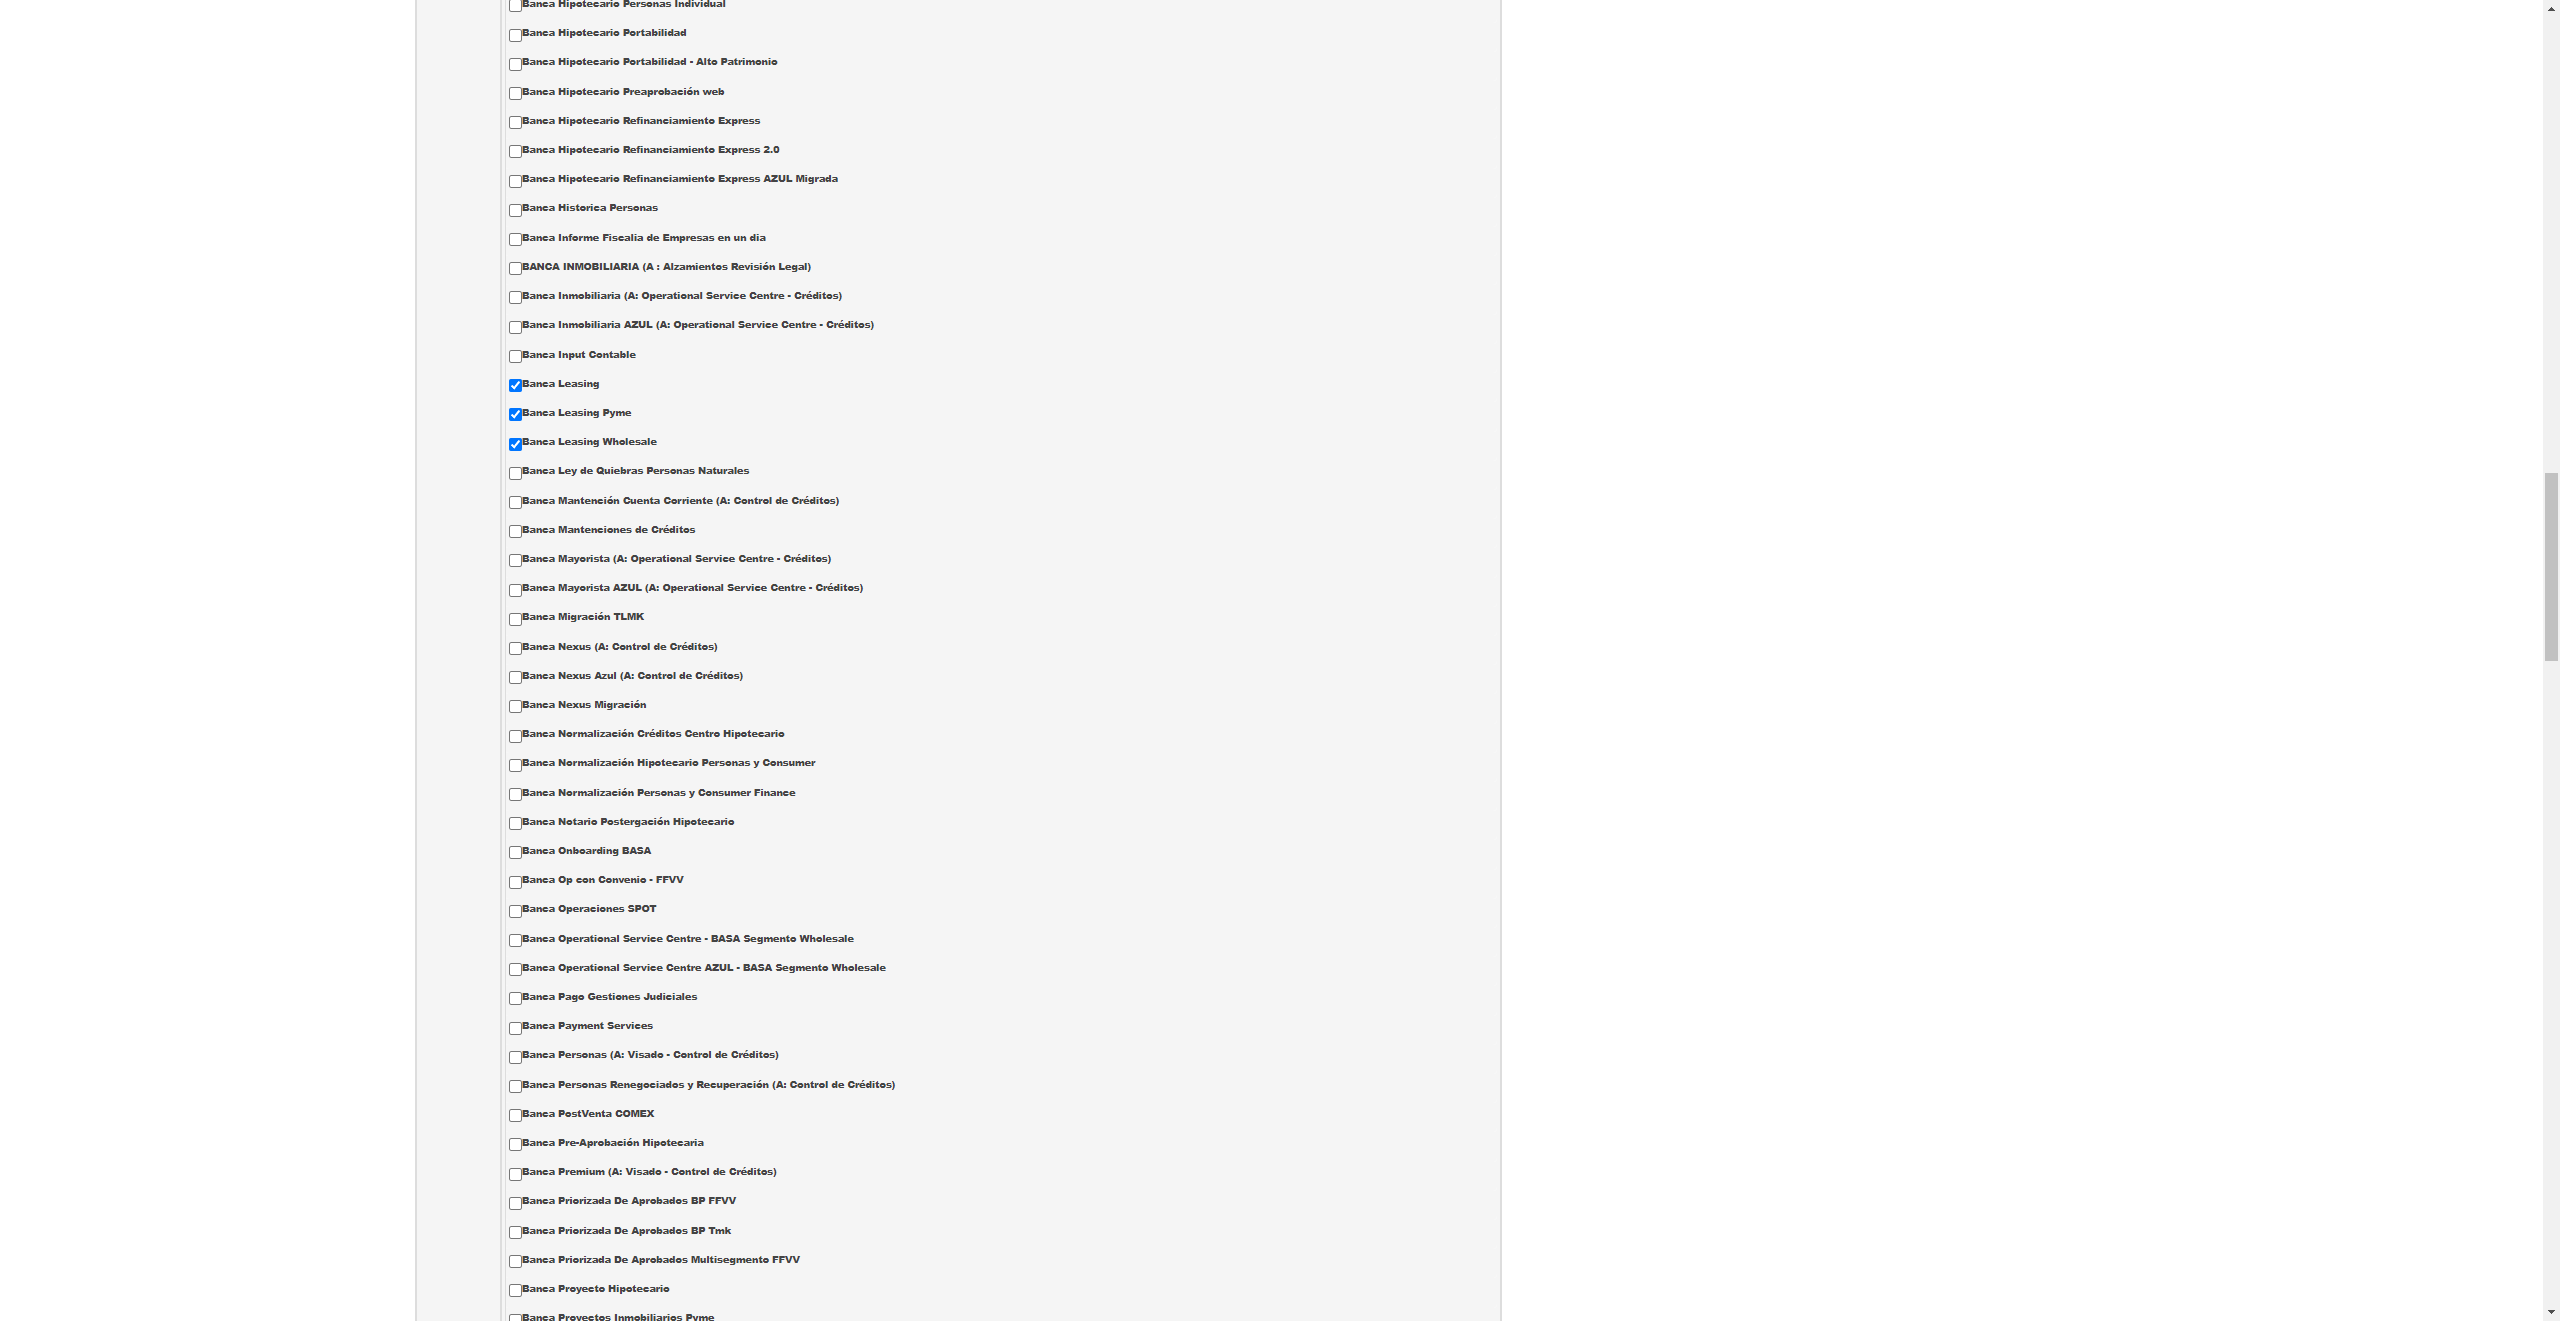 Banca Hipotecario Personas Individual
Banca Hipotecario Portabilidad
Banca Hipotecario Portabilidad - Alto Patrimonio
Banca Hipotecario Preaprobación web
Banca Hipotecario Refinanciamiento Express
Banca Hipotecario Refinanciamiento Express 2.0
Banca Hipotecario Refinanciamiento Express AZUL Migrada
Banca Historica Personas
Banca Informe Fiscalia de Empresas en un dia
BANCA INMOBILIARIA (A : Alzamientos Revisión Legal)
Banca Inmobiliaria (A: Operational Service Centre - Créditos)
Banca Inmobiliaria AZUL (A: Operational Service Centre - Créditos)
Banca Input Contable
Banca Leasing
Banca Leasing Pyme
Banca Leasing Wholesale
Banca Ley de Quiebras Personas Naturales
Banca Mantención Cuenta Corriente (A: Control de Créditos)
Banca Mantenciones de Créditos
Banca Mayorista (A: Operational Service Centre - Créditos)
Banca Mayorista AZUL (A: Operational Service Centre - Créditos)
Banca Migración TLMK
Banca Nexus (A: Control de Créditos)
Banca Nexus Azul (A: Control de Créditos)
Banca Nexus Migración
Banca Normalización Créditos Centro Hipotecario
Banca Normalización Hipotecario Personas y Consumer
Banca Normalización Personas y Consumer Finance
Banca Notario Postergación Hipotecario
Banca Onboarding BASA
Banca Op con Convenio - FFVV
Banca Operaciones SPOT
Banca Operational Service Centre - BASA Segmento Wholesale
Banca Operational Service Centre AZUL - BASA Segmento Wholesale
Banca Pago Gestiones Judiciales
Banca Payment Services
Banca Personas (A: Visado - Control de Créditos)
Banca Personas Renegociados y Recuperación (A: Control de Créditos)
Banca PostVenta COMEX
Banca Pre-Aprobación Hipotecaria
Banca Premium (A: Visado - Control de Créditos)
Banca Priorizada De Aprobados BP FFVV
Banca Priorizada De Aprobados BP Tmk
Banca Priorizada De Aprobados Multisegmento FFVV
Banca Proyecto Hipotecario
Banca Proyectos Inmobiliarios Pyme